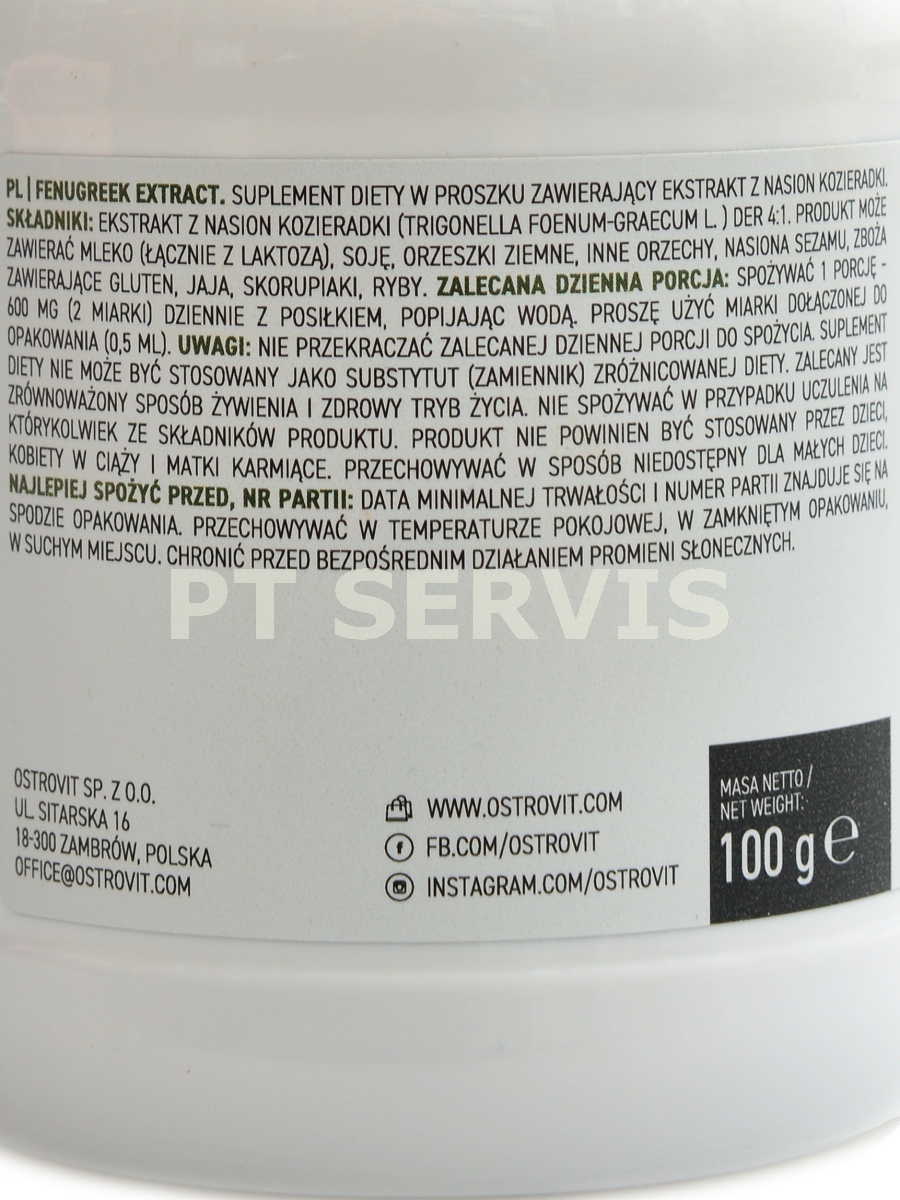 PL | FENUGREEK EXTRACT. SUPLEMENT DIETY W PROSZKU ZAWIERAJĄCY EKSTRAKT Z NASION KOZIERADKI.
SKŁADNIKI: EKSTRAKT Z NASION KOZIERADKI (TRIGONELLA FOENUM-GRAECUM L. ) DER 4:1. PRODUKT MOŻE
ZAWIERAĆ MLEKO (ŁĄCZNIE Z LAKTOZĄ), SOJĘ, ORZESZKI ZIEMNE, INNE ORZECHY, NASIONA SEZAMU, ZBOŻA
ZAWIERAJĄCE GLUTEN, JAJA, SKORUPIAKI, RYBY. ZALECANA DZIENNA PORCJA: SPOŻYWAĆ 1 PORCJĘ -
600 MG (2 MIARKI) DZIENNIE Z POSIŁKIEM, POPIJAJĄC WODĄ. PROSZĘ UŻYĆ MIARKI DOŁĄCZONEJ DO
OPAKOWANIA (0,5 ML). UWAGI: NIE PRZEKRACZAĆ ZALECANEJ DZIENNEJ PORCJI DO SPOŻYCIA. SUPLEMENT
DIETY NIE MOŻE BYĆ STOSOWANY JAKO SUBSTYTUT (ZAMIENNIK) ZRÓŻNICOWANEJ DIETY. ZALECANY JEST
ZRÓWNOWAŻONY SPOSÓB ŻYWIENIA I ZDROWY TRYB ŻYCIA. NIE SPOŻYWAĆ W PRZYPADKU UCZULENIA NA
KTÓRYKOLWIEK ZE SKŁADNIKÓW PRODUKTU. PRODUKT NIE POWINIEN BYĆ STOSOWANY PRZEZ DZIECI,
KOBIETY W CIĄŻY I MATKI KARMIĄCE. PRZECHOWYWAĆ W SPOSÓB NIEDOSTĘPNY DLA MAŁYCH DZIECI.
NAJLEPIEJ SPOŻYĆ PRZED, NR PARTII: DATA MINIMALNEJ TRWAŁOŚCI I NUMER PARTII ZNAJDUJE SIĘ NA
SPODZIE OPAKOWANIA. PRZECHOWYWAĆ W TEMPERATURZE POKOJOWEJ, W ZAMKNIĘTYM OPAKOWANIU,
W SUCHYM MIEJSCU. CHRONIĆ PRZED BEZPOŚREDNIM DZIAŁANIEM PROMIENI SŁONECZNYCH.
PT SERVIS
OSTROVIT SP. Z O.O.
UL. SITARSKA 16
18-300 ZAMBRÓW, POLSKA
OFFICE@OSTROVIT.COM
WWW.OSTROVIT.COM
FB.COM/OSTROVIT
INSTAGRAM.COM/OSTROVIT
MASA NETTO /
NET WEIGHT:
100 g ℮